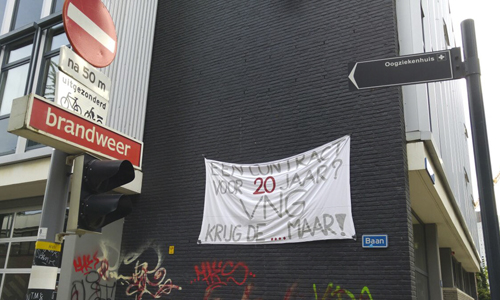 na 50 m
uitgezonderd
brandweer
Oogziekenhuis
EEN CONTRACT
VOOR 20 JAAR?
VNG
KRIJG DE ....MAAR!
Baan